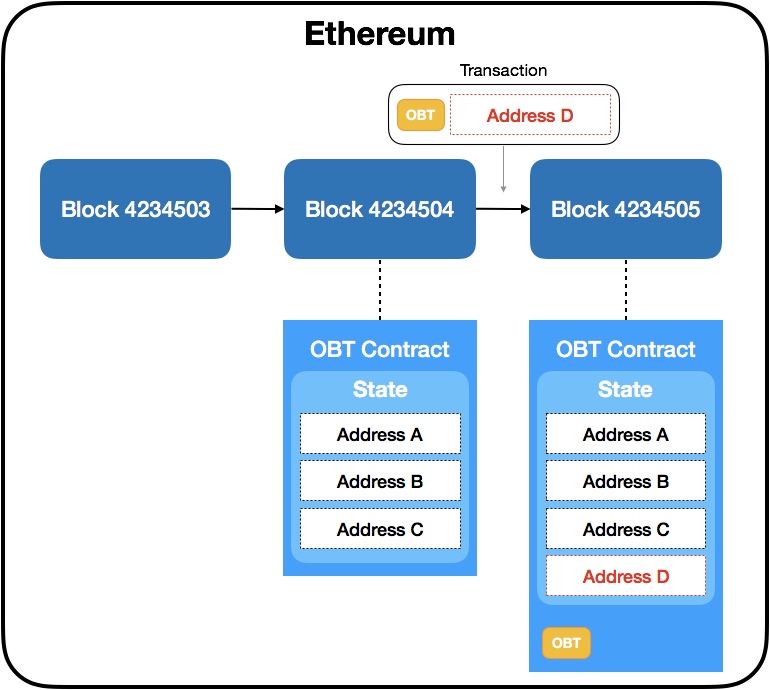 Ethereum
Transaction
OBT Address D
Block 4234503
Block 4234504
Block 4234505
OBT Contract
State
Address A
Address B
Address C
OBT Contract
State
Address A
Address B
Address C
Address D
OBT